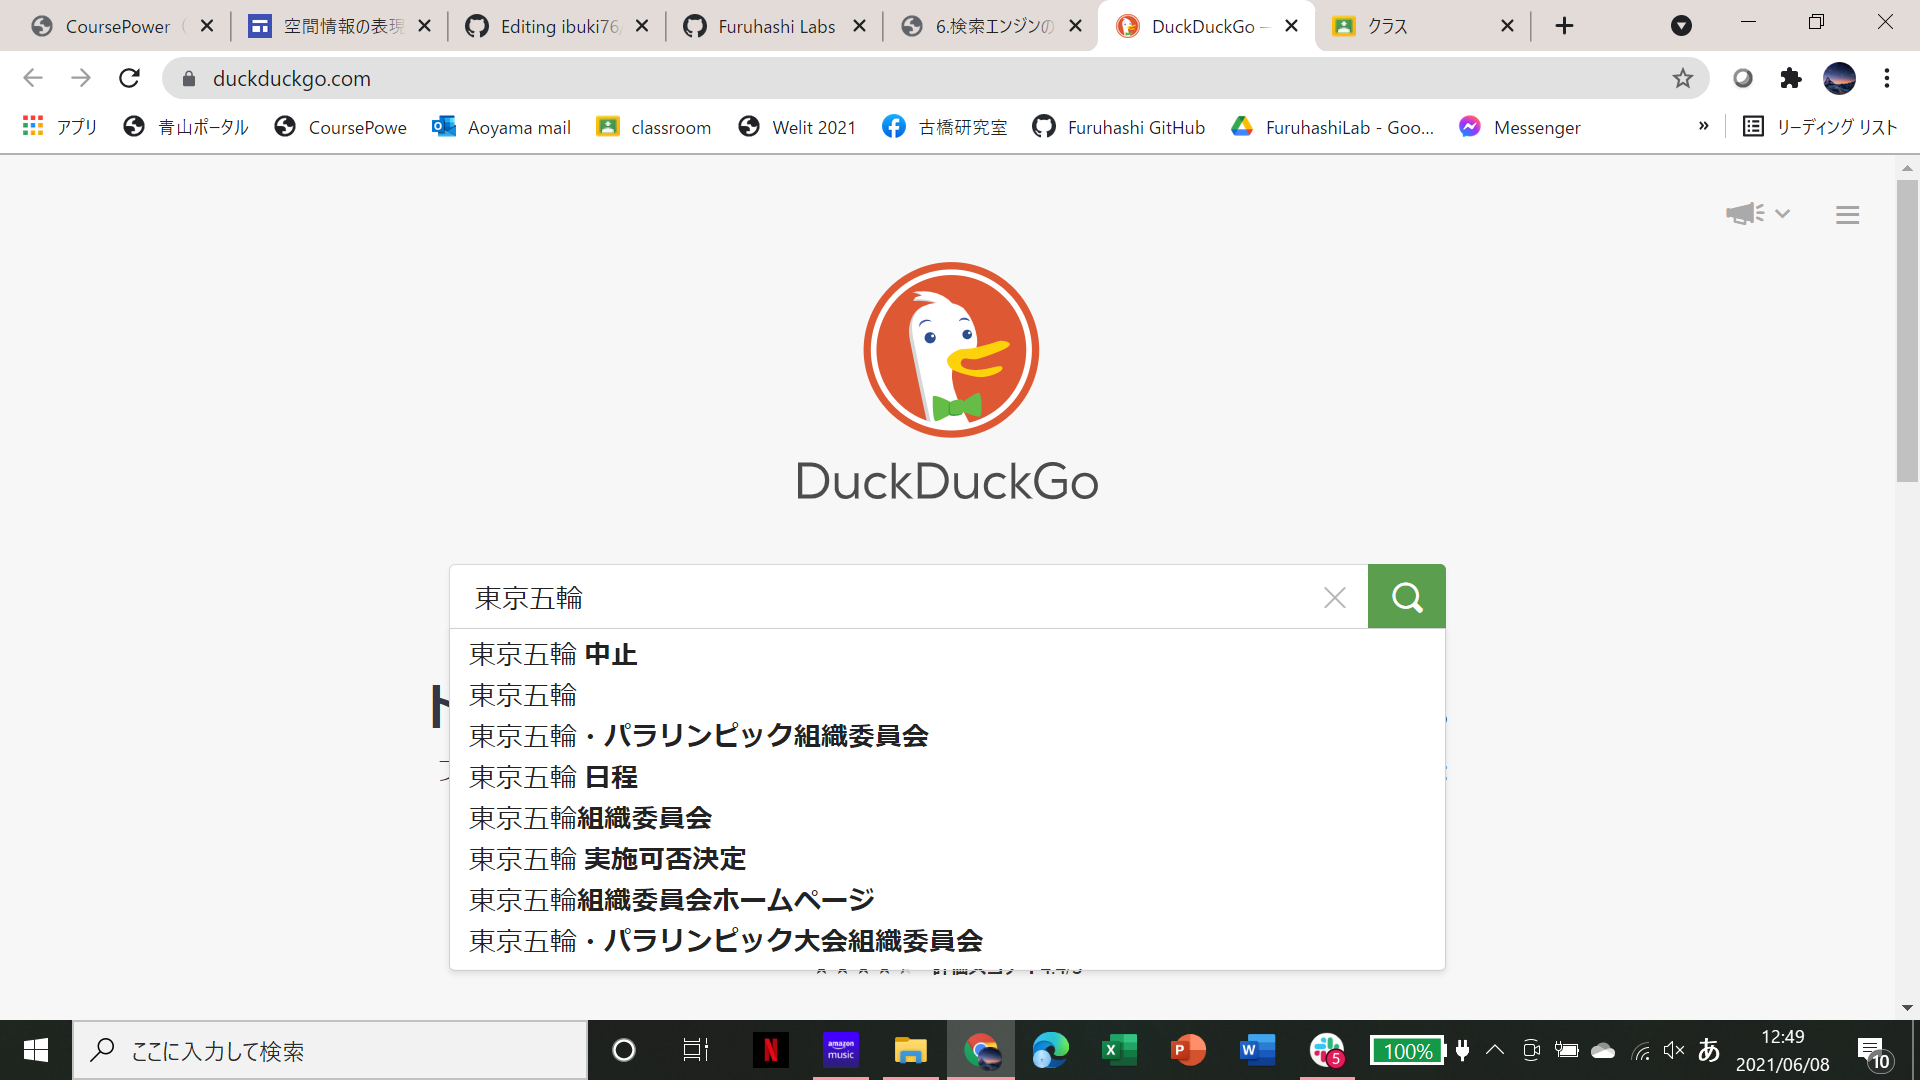 CoursePower (
空間情報の表現
Editing ibuki76/
Furuhashi Labs
6.検索エンジンの
DuckDuckGo –
クラス
duckduckgo.com
アプリ
青山ポータル
CoursePowe
Aoyama mail
classroom
Welit 2021
古橋研究室
Furuhashi GitHub
FuruhashiLab - Goo...
Messenger
»
リーディング リスト
DuckDuckGo
東京五輪
東京五輪 中止
東京五輪
東京五輪・パラリンピック組織委員会
東京五輪 日程
東京五輪組織委員会
東京五輪 実施可否決定
東京五輪組織委員会ホームページ
東京五輪・パラリンピック大会組織委員会
ここに入力して検索
N
amazon music
X
P
W
5
100%
あ
12:49
2021/06/08
10